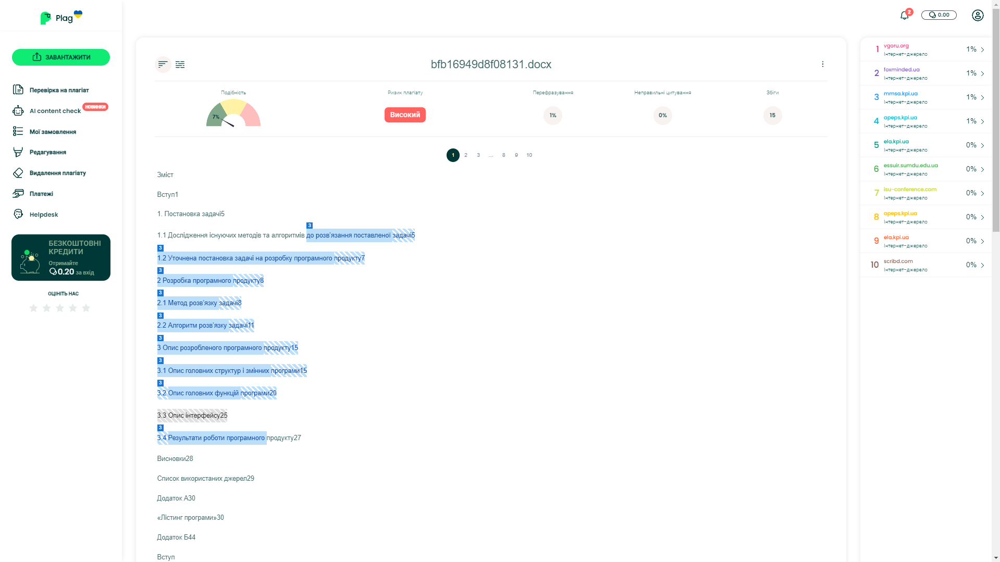 Plag
2
0.00
ЗАВАНТАЖИТИ
Перевірка на плагіат
AI content check
НОВИНКИ
Мої замовлення
Редагування
Видалення плагіату
Платежі
Helpdesk
БЕЗКОШТОВНІ
КРЕДИТИ
Отримайте
0.20 за вхід
ОЦІНІТЬ НАС
bfb16949d8f08131.docx
Подібність
7%
Ризик плагіату
Високий
Перефразування
1%
Неправильні цитування
0%
Збіги
15
1 2 3 ... 8 9 10
Зміст
Вступ1
1. Постановка задачі5
3
1.1 Дослідження існуючих методів та алгоритмів до розв’язання поставленої задачі5
3
1.2 Уточнена постановка задачі на розробку програмного продукту7
3
2 Розробка програмного продукту8
3
2.1 Метод розв’язку задачі8
3
2.2 Алгоритм розв’язку задачі11
3
3 Опис розробленого програмного продукту15
3
3.1 Опис головних структур і змінних програми15
3
3.2 Опис головних функцій програми20
3.3 Опис інтерфейсу25
3
3.4 Результати роботи програмного продукту27
Висновки28
Список використаних джерел29
Додаток А30
«Лістинг програми»30
Додаток Б44
Вступ
1 vgoru.org 1%
Інтернет-джерело
2 foxminded.ua 1%
Інтернет-джерело
3 mmsa.kpi.ua 1%
Інтернет-джерело
4 apeps.kpi.ua 1%
Інтернет-джерело
5 ela.kpi.ua 0%
Інтернет-джерело
6 essuir.sumdu.edu.ua 0%
Інтернет-джерело
7 isu-conference.com 0%
Інтернет-джерело
8 apeps.kpi.ua 0%
Інтернет-джерело
9 ela.kpi.ua 0%
Інтернет-джерело
10 scribd.com 0%
Інтернет-джерело